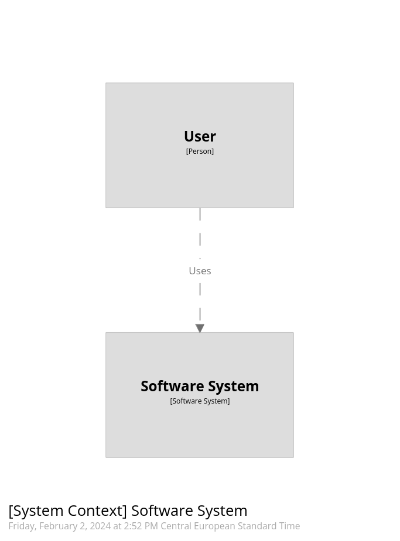 User
[Person]
Uses
Software System
[Software System]
[System Context] Software System
Friday, February 2, 2024 at 2:52 PM Central European Standard Time